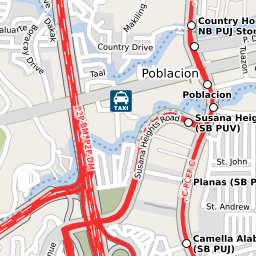 aluarte
Boracay Drive
Dakak
Makiling
Country Drive
Taal
Country Ho
NB PUJ Sto
Tuazon
Poblacion
TAXI
Poblacion
Susana Heig
(SB PUV)
Susana Heights Road
St. John
Planas (SB P
St. Andrew
Camella Alab
(SB PUJ)